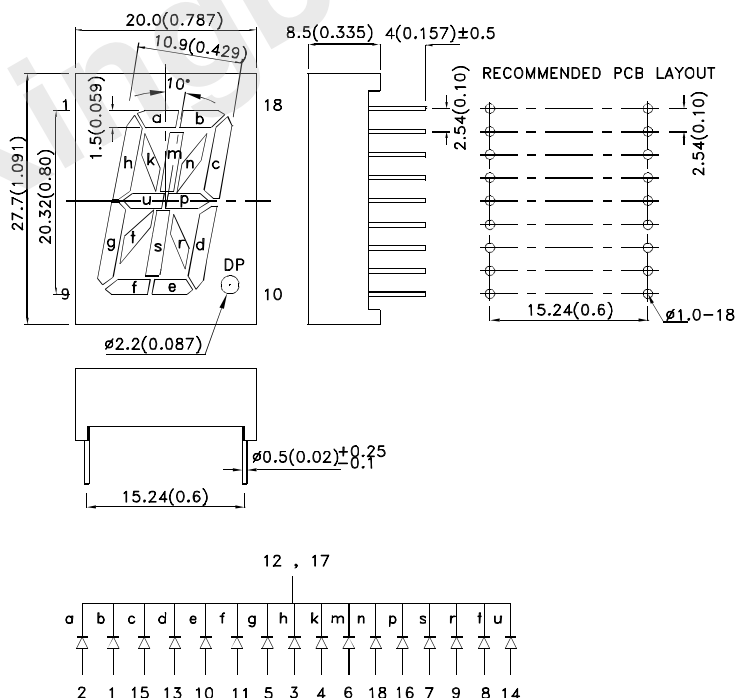 20.0(0.787)
10.9(0.429)
8.5(0.335) 4(0.157)±0.5
RECOMMENDED PCB LAYOUT
10°
1 18
1.5(0.059)
2.54(0.10)
2.54(0.10)
a b
h k m n c
27.7(1.091)
20.32(0.80)
u p
g t s r d
DP
f e
9 10
15.24(0.6)
ø1.0-18
ø2.2(0.087)
ø0.5(0.02)+0.25
-0.1
15.24(0.6)
12 , 17
a b c d e f g h k m n p s r t u
2 1 15 13 10 11 5 3 4 6 18 16 7 9 8 14